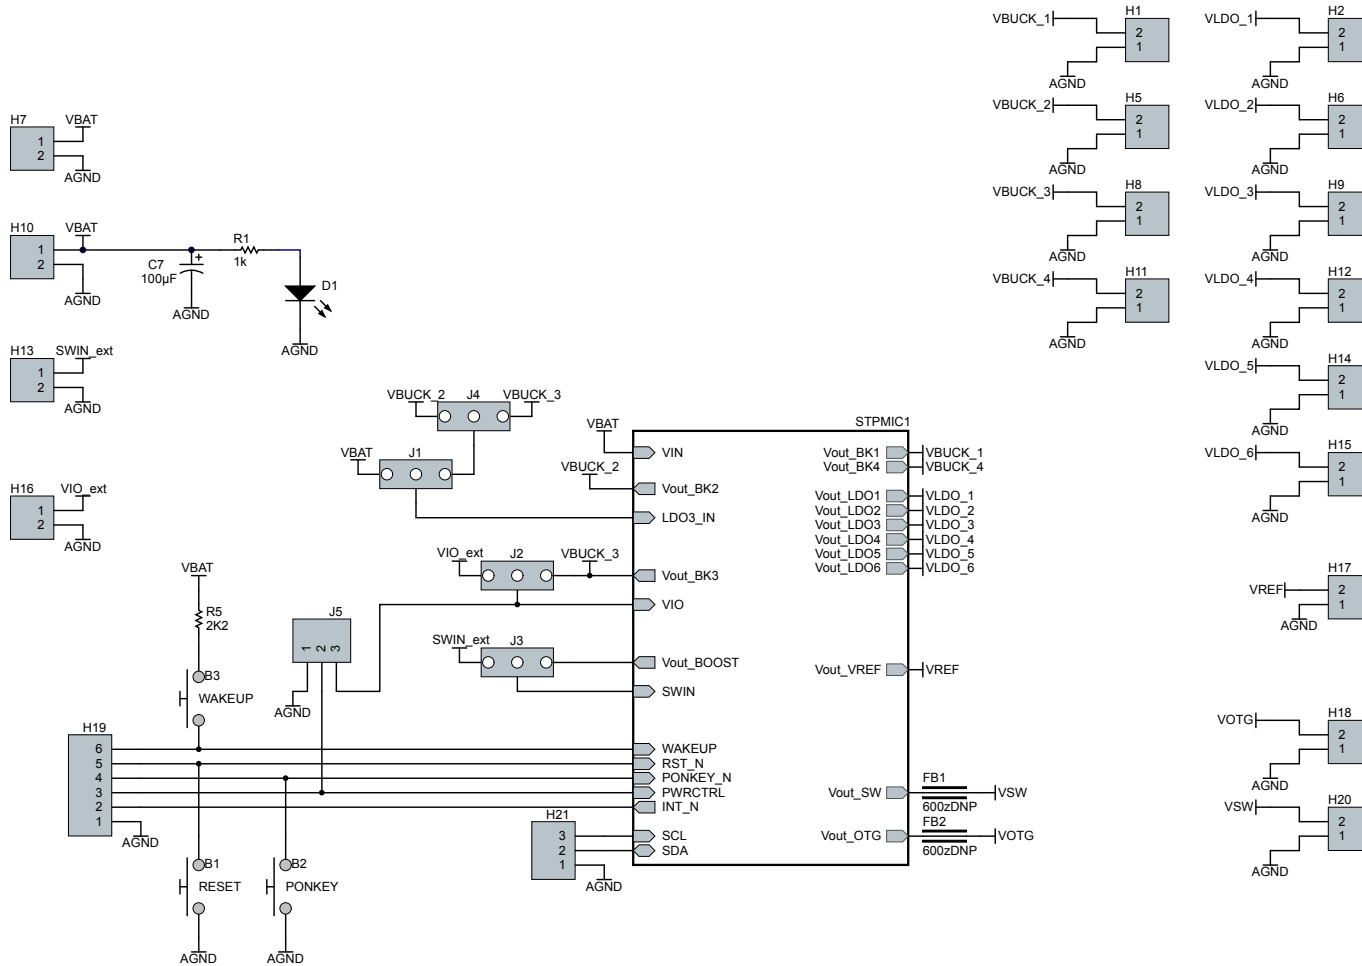 H7
VBAT
1
2
AGND
H10
VBAT
1
2
AGND
C7
100µF
+
AGND
R1
1k
D1
AGND
H13
SWIN_ext
1
2
AGND
H16
VIO_ext
1
2
AGND
VBUCK_1
H1
2
1
AGND
VLDO_1
H2
2
1
AGND
VBUCK_2
H5
2
1
AGND
VLDO_2
H6
2
1
AGND
VBUCK_3
H8
2
1
AGND
VLDO_3
H9
2
1
AGND
VBUCK_4
H11
2
1
AGND
VLDO_4
H12
2
1
AGND
VLDO_5
H14
2
1
AGND
VLDO_6
H15
2
1
AGND
VREF
H17
2
1
AGND
VOTG
H18
2
1
AGND
VSW
H20
2
1
AGND
VBUCK_2
J4
VBUCK_3
VBAT
J1
VBAT
VBUCK_2
VIO_ext
J2
VBUCK_3
SWIN_ext
J3
J5
1
2
3
AGND
VBAT
R5
2K2
B3
WAKEUP
H19
6
5
4
3
2
1
AGND
B1
RESET
AGND
B2
PONKEY
AGND
H21
3
2
1
AGND
STPMIC1
VIN
Vout_BK2
LDO3_IN
Vout_BK3
VIO
Vout_BOOST
SWIN
WAKEUP
RST_N
PONKEY_N
PWRCTRL
INT_N
SCL
SDA
Vout_BK1 VBUCK_1
Vout_BK4 VBUCK_4
Vout_LDO1 VLDO_1
Vout_LDO2 VLDO_2
Vout_LDO3 VLDO_3
Vout_LDO4 VLDO_4
Vout_LDO5 VLDO_5
Vout_LDO6 VLDO_6
Vout_VREF VREF
FB1
Vout_SW VSW
600zDNP
FB2
Vout_OTG VOTG
600zDNP